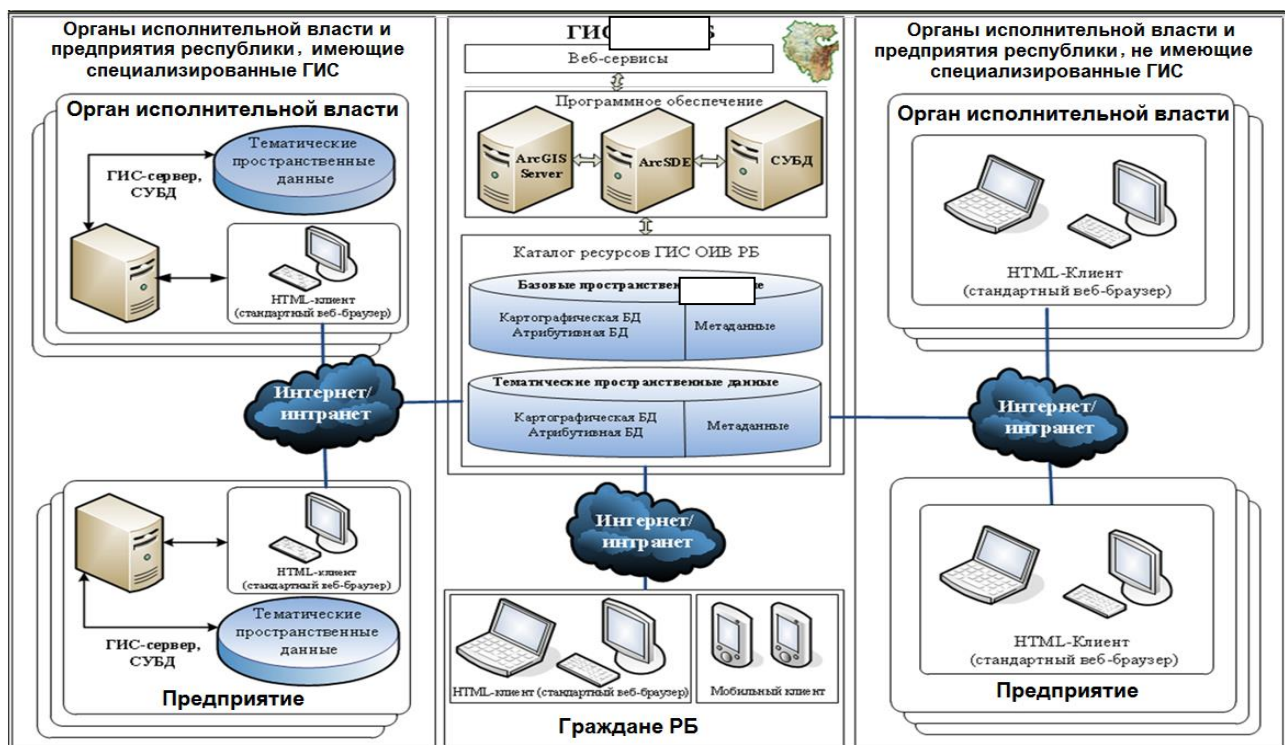 Органы исполнительной власти и
предприятия республики, имеющие
специализированные ГИС
Орган исполнительной власти
Тематические
пространственные
данные
ГИС-сервер,
СУБД
HTML-клиент
(стандартный веб-браузер)
Интернет/
интранет
HTML-клиент
(стандартный веб-браузер)
Тематические
пространственные
данные
ГИС-сервер,
СУБД
Предприятие
ГИС
Веб-сервисы
Программное обеспечение
ArcGIS
Server
ArcSDE
СУБД
Каталог ресурсов ГИС ОИВ РБ
Базовые
Картографическая БД
Атрибутивная БД
Метаданные
Тематические пространственные данные
Картографическая БД
Атрибутивная БД
Метаданные
Интернет/
интранет
HTML-клиент (стандартный веб-браузер)
Мобильный клиент
Граждане РБ
Органы исполнительной власти и
предприятия республики, не имеющие
специализированные ГИС
Орган исполнительной власти
HTML-Клиент
(стандартный веб-браузер)
Интернет/
интранет
HTML-Клиент
(стандартный веб-браузер)
Предприятие